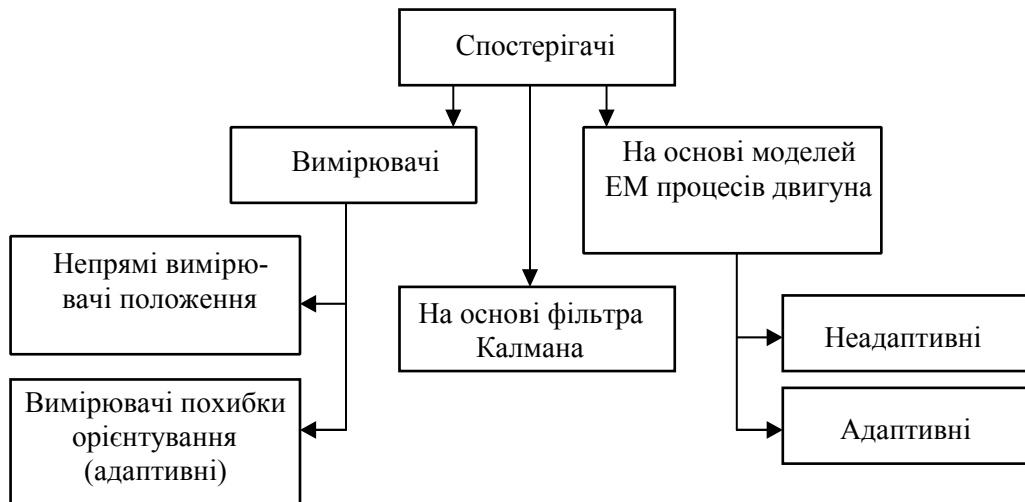 Спостерігачі
Вимірювачі
На основі моделей
ЕМ процесів двигуна
Непрямі вимірю-
вачі положення
На основі фільтра
Калмана
Неадаптивні
Вимірювачі похибки
орієнтування
(адаптивні)
Адаптивні